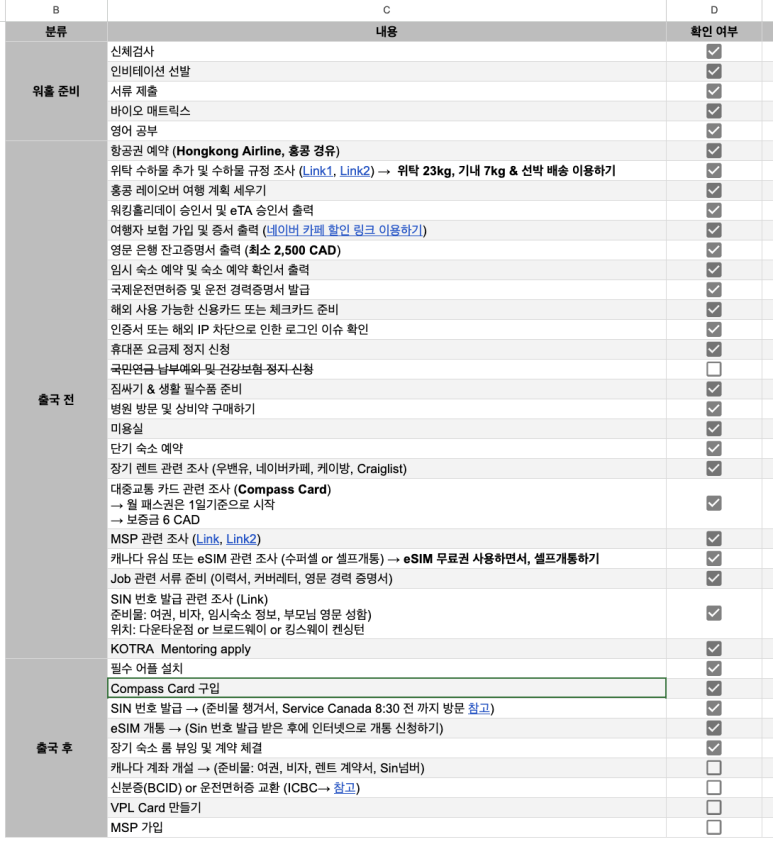 B C D
분류 내용 확인 여부
워홀 준비
신체검사
인비테이션 선발
서류 제출
바이오 매트릭스
영어 공부
출국 전
항공권 예약 (Hongkong Airline, 홍콩 경유)
위탁 수하물 추가 및 수하물 규정 조사 (Link1, Link2) → 위탁 23kg, 기내 7kg & 선박 배송 이용하기
홍콩 레이오버 여행 계획 세우기
워킹홀리데이 승인서 및 eTA 승인서 출력
여행자 보험 가입 및 증서 출력 (네이버 카페 할인 링크 이용하기)
영문 은행 잔고증명서 출력 (최소 2,500 CAD)
임시 숙소 예약 및 숙소 예약 확인서 출력
국제운전면허증 및 운전 경력증명서 발급
해외 사용 가능한 신용카드 또는 체크카드 준비
인증서 또는 해외 IP 차단으로 인한 로그인 이슈 확인
휴대폰 요금제 정지 신청
국민연금 납부예외 및 건강보험 정지 신청
짐싸기 & 생활 필수품 준비
병원 방문 및 상비약 구매하기
미용실
단기 숙소 예약
장기 렌트 관련 조사 (우밴유, 네이버카페, 케이방, Craiglist)
대중교통 카드 관련 조사 (Compass Card)
→ 월 패스권은 1일기준으로 시작
→ 보증금 6 CAD
MSP 관련 조사 (Link, Link2)
캐나다 유심 또는 eSIM 관련 조사 (수퍼셀 or 셀프개통) → eSIM 무료권 사용하면서, 셀프개통하기
Job 관련 서류 준비 (이력서, 커버레터, 영문 경력 증명서)
SIN 번호 발급 관련 조사 (Link)
준비물: 여권, 비자, 임시숙소 정보, 부모님 영문 성함)
위치: 다운타운점 or 브로드웨이 or 킹스웨이 켄싱턴
KOTRA Mentoring apply
출국 후
필수 어플 설치
Compass Card 구입
SIN 번호 발급 → (준비물 챙겨서, Service Canada 8:30 전 까지 방문 참고)
eSIM 개통 → (Sin 번호 발급 받은 후에 인터넷으로 개통 신청하기)
장기 숙소 룸 뷰잉 및 계약 체결
캐나다 계좌 개설 → (준비물: 여권, 비자, 렌트 계약서, Sin넘버)
신분증(BCID) or 운전면허증 교환 (ICBC→ 참고)
VPL Card 만들기
MSP 가입